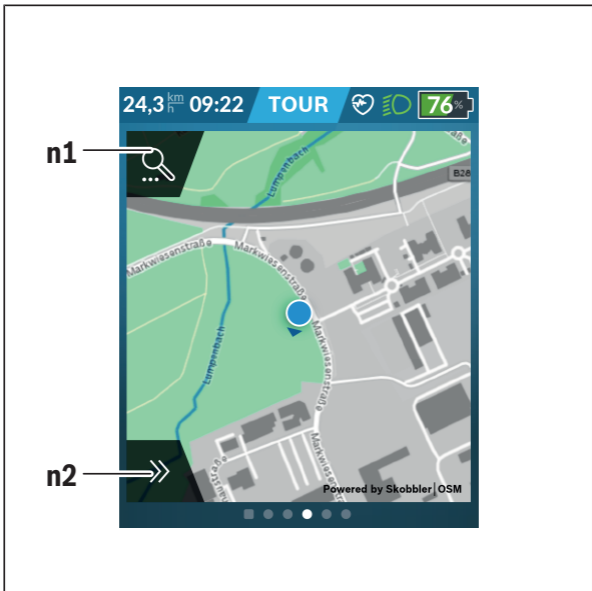 24,3 km/h 09:22 TOUR 76%
n1
B28
Lumpenbach
Markwiesenstraße
Markwiesenstraße
Lumpenbach
Markwiesenstraße
Markwiesenstraße
n2
Powered by Skobbler|OSM